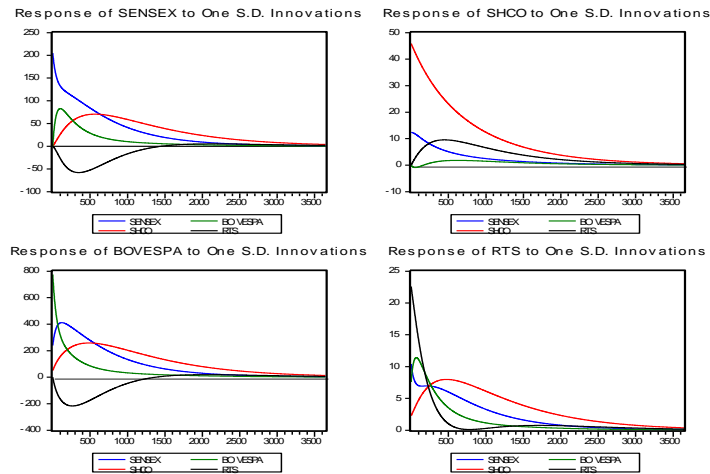 Response of SENSEX to One S.D. Innovations
250
200
150
100
50
0
-50
-100
500 1000 1500 2000 2500 3000 3500
SENSEX BOVESPA
SHCO RTS
Response of SHCO to One S.D. Innovations
50
40
30
20
10
0
-10
500 1000 1500 2000 2500 3000 3500
SENSEX BOVESPA
SHCO RTS
Response of BOVESPA to One S.D. Innovations
800
600
400
200
0
-200
-400
500 1000 1500 2000 2500 3000 3500
SENSEX BOVESPA
SHCO RTS
Response of RTS to One S.D. Innovations
25
20
15
10
5
0
500 1000 1500 2000 2500 3000 3500
SENSEX BOVESPA
SHCO RTS